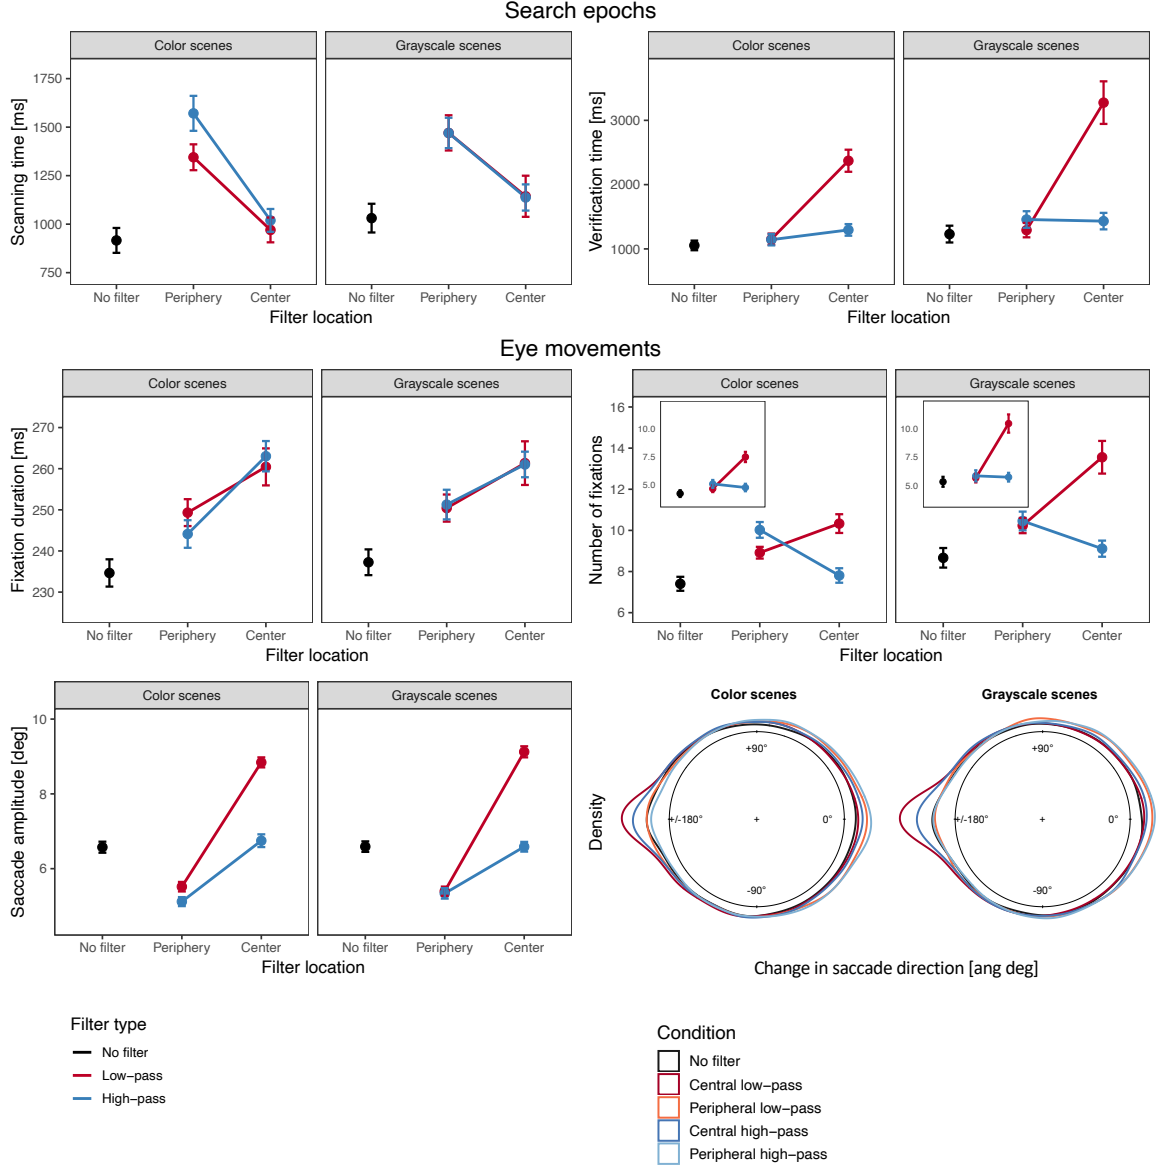 Search epochs
Color scenes
Grayscale scenes
Scanning time [ms]
1750
1500
1250
1000
750
No filter
Periphery
Center
No filter
Periphery
Center
Filter location
Color scenes
Grayscale scenes
Verification time [ms]
3000
2000
1000
No filter
Periphery
Center
No filter
Periphery
Center
Filter location
Eye movements
Color scenes
Grayscale scenes
Fixation duration [ms]
270
260
250
240
230
No filter
Periphery
Center
No filter
Periphery
Center
Filter location
Color scenes
Grayscale scenes
Number of fixations
16
14
12
10
8
6
10.0
7.5
5.0
10.0
7.5
5.0
No filter
Periphery
Center
No filter
Periphery
Center
Filter location
Color scenes
Grayscale scenes
Saccade amplitude [deg]
10
8
6
No filter
Periphery
Center
No filter
Periphery
Center
Filter location
Color scenes
Grayscale scenes
Density
+90°
+/-180°
+
0°
-90°
+90°
+/-180°
+
0°
-90°
Change in saccade direction [ang deg]
Filter type
No filter
Low−pass
High−pass
Condition
No filter
Central low−pass
Peripheral low−pass
Central high−pass
Peripheral high−pass